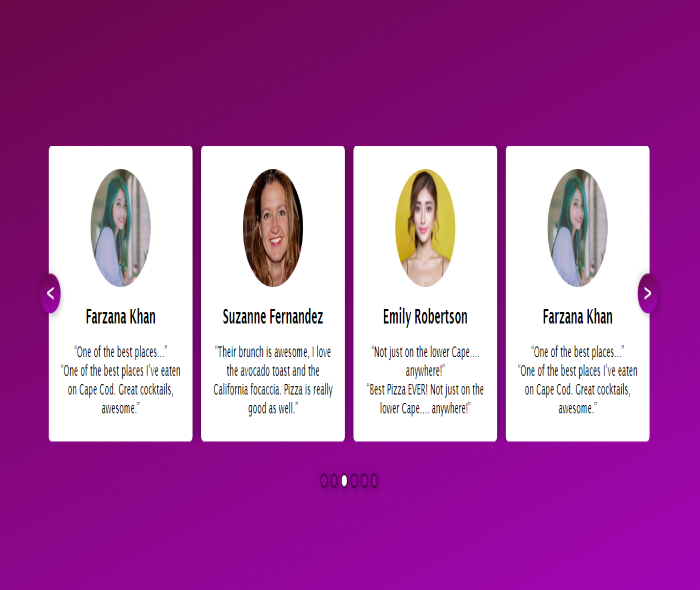 Farzana Khan
"One of the best places..."
"One of the best places I've eaten
on Cape Cod. Great cocktails,
awesome."
Suzanne Fernandez
"Their brunch is awesome, I love
the avocado toast and the
California focaccia. Pizza is really
good as well."
Emily Robertson
"Not just on the lower Cape....
anywhere!"
"Best Pizza EVER! Not just on the
lower Cape.... anywhere!"
Farzana Khan
"One of the best places..."
"One of the best places I've eaten
on Cape Cod. Great cocktails,
awesome."